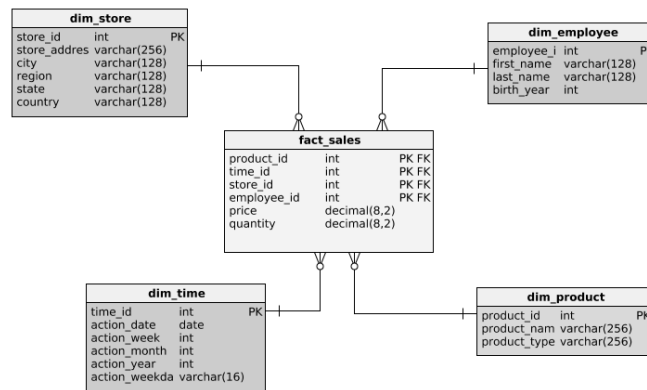 dim_store
store_id int PK
store_addres varchar(256)
city varchar(128)
region varchar(128)
state varchar(128)
country varchar(128)
dim_employee
employee_i int P
first_name varchar(128)
last_name varchar(128)
birth_year int
fact_sales
product_id int PK FK
time_id int PK FK
store_id int PK FK
employee_id int PK FK
price decimal(8,2)
quantity decimal(8,2)
dim_time
time_id int PK
action_date date
action_week int
action_month int
action_year int
action_weekda varchar(16)
dim_product
product_id int PK
product_nam varchar(256)
product_type varchar(256)